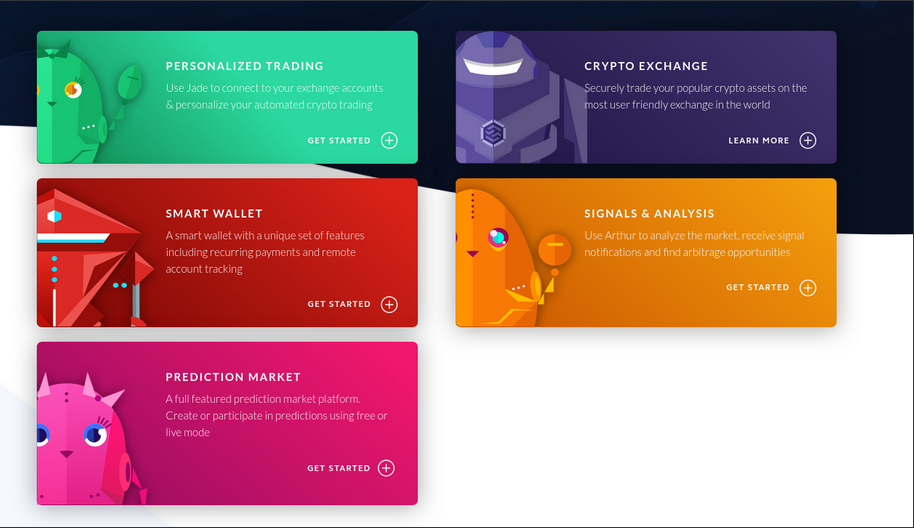 PERSONALIZED TRADING
Use Jade to connect to your exchange accounts
& personalize your automated crypto trading
GET STARTED
CRYPTO EXCHANGE
Securely trade your popular crypto assets on the
most user friendly exchange in the world
LEARN MORE
SMART WALLET
A smart wallet with a unique set of features
including recurring payments and remote
account tracking
GET STARTED
SIGNALS & ANALYSIS
Use Arthur to analyze the market, receive signal
notifications and find arbitrage opportunities
GET STARTED
PREDICTION MARKET
A full featured prediction market platform.
Create or participate in predictions using free or
live mode
GET STARTED